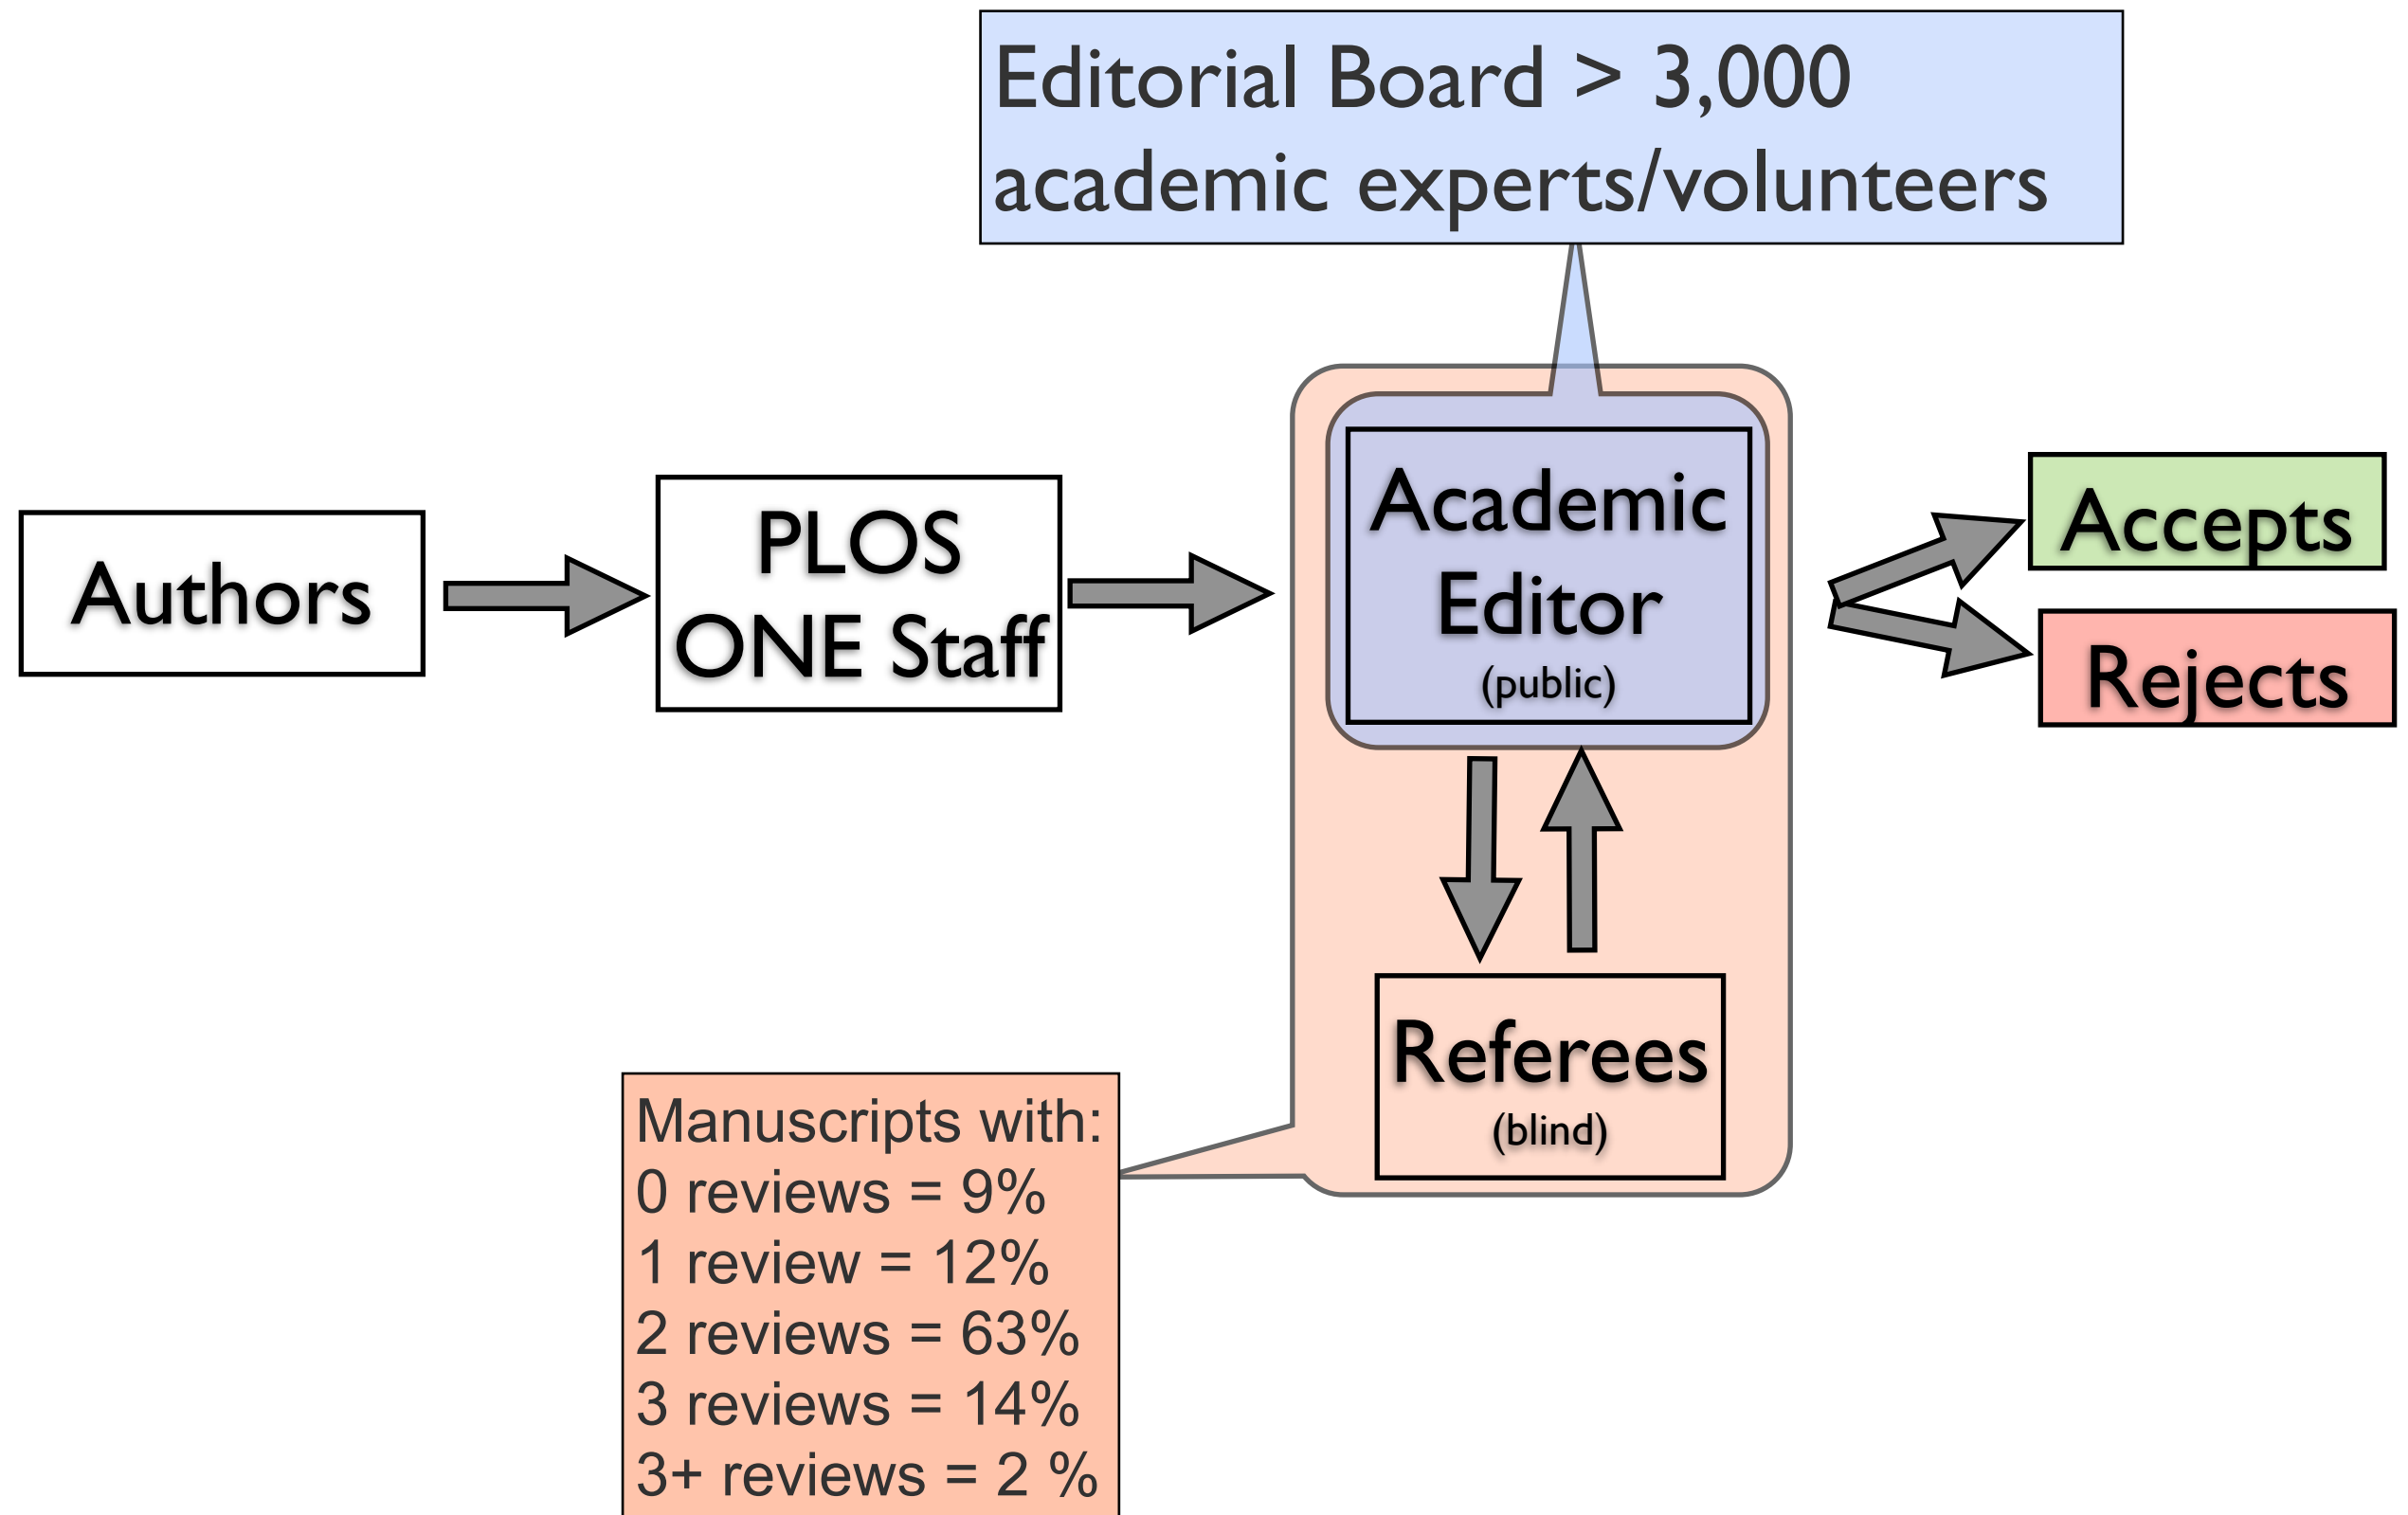 Editorial Board > 3,000
academic experts/volunteers
Authors
PLOS
ONE Staff
Academic
Editor
(public)
Accepts
Rejects
Referees
(blind)
Manuscripts with:
0 reviews = 9%
1 review = 12%
2 reviews = 63%
3 reviews = 14%
3+ reviews = 2 %